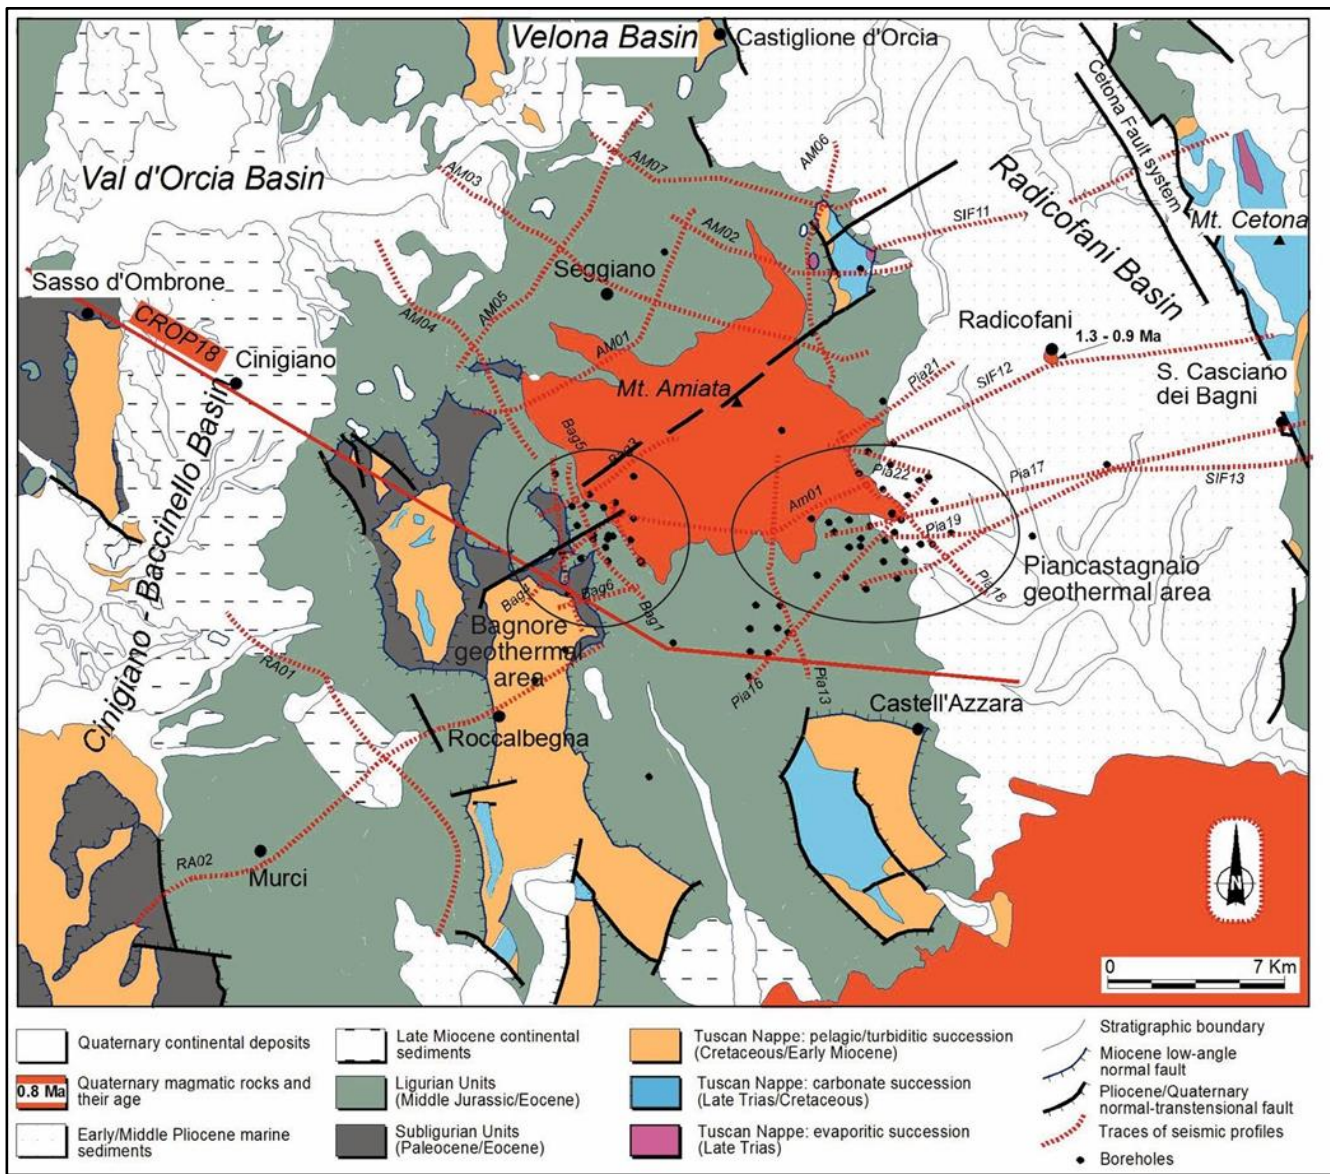 Velona Basin
Castiglione d'Orcia
Cetona Fault system
AM06
AM07
AM03
Val d'Orcia Basin
Radicofani Basin
SIF11
Mt. Cetona
AM02
Seggiano
Sasso d'Ombrone
CROP18
AM05
AM04
AM01
Radicofani
1.3 - 0.9 Ma
Cinigiano
Pia21
SIF12
S. Casciano
dei Bagni
Mt. Amiata
Bag5
Bag3
Pia22
Pia17
SIF13
Am01
Pia19
Cinigiano - Baccinello Basin
Piancastagnaio
geothermal area
Pia18
Bag4
Bag6
Bag1
Bagnore
geothermal
area
RA01
Pia16
Pia13
Castell'Azzara
Roccalbegna
RA02
Murci
N
0 7 Km
Quaternary continental deposits
0.8 Ma
Quaternary magmatic rocks and
their age
Early/Middle Pliocene marine
sediments
Late Miocene continental
sediments
Ligurian Units
(Middle Jurassic/Eocene)
Subligurian Units
(Paleocene/Eocene)
Tuscan Nappe: pelagic/turbiditic succession
(Cretaceous/Early Miocene)
Tuscan Nappe: carbonate succession
(Late Trias/Cretaceous)
Tuscan Nappe: evaporitic succession
(Late Trias)
Stratigraphic boundary
Miocene low-angle
normal fault
Pliocene/Quaternary
normal-transtensional fault
Traces of seismic profiles
Boreholes